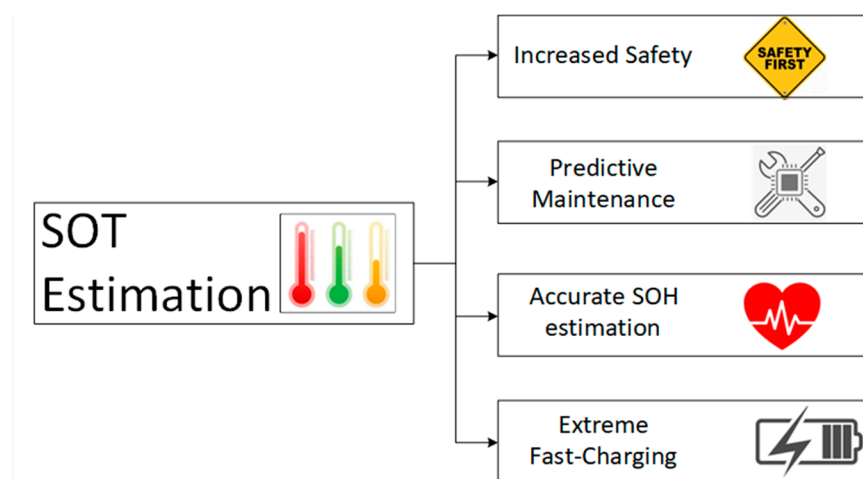 SOT
Estimation
Increased Safety
SAFETY
FIRST
Predictive
Maintenance
Accurate SOH
estimation
Extreme
Fast-Charging